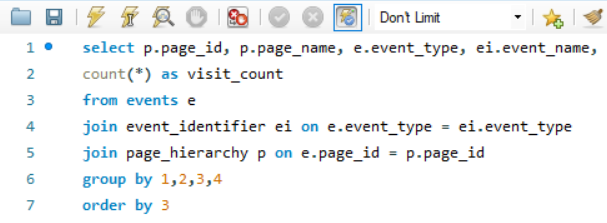 Don't Limit
1 select p.page_id, p.page_name, e.event_type, ei.event_name,
2 count(*) as visit_count
3 from events e
4 join event_identifier ei on e.event_type = ei.event_type
5 join page_hierarchy p on e.page_id = p.page_id
6 group by 1,2,3,4
7 order by 3